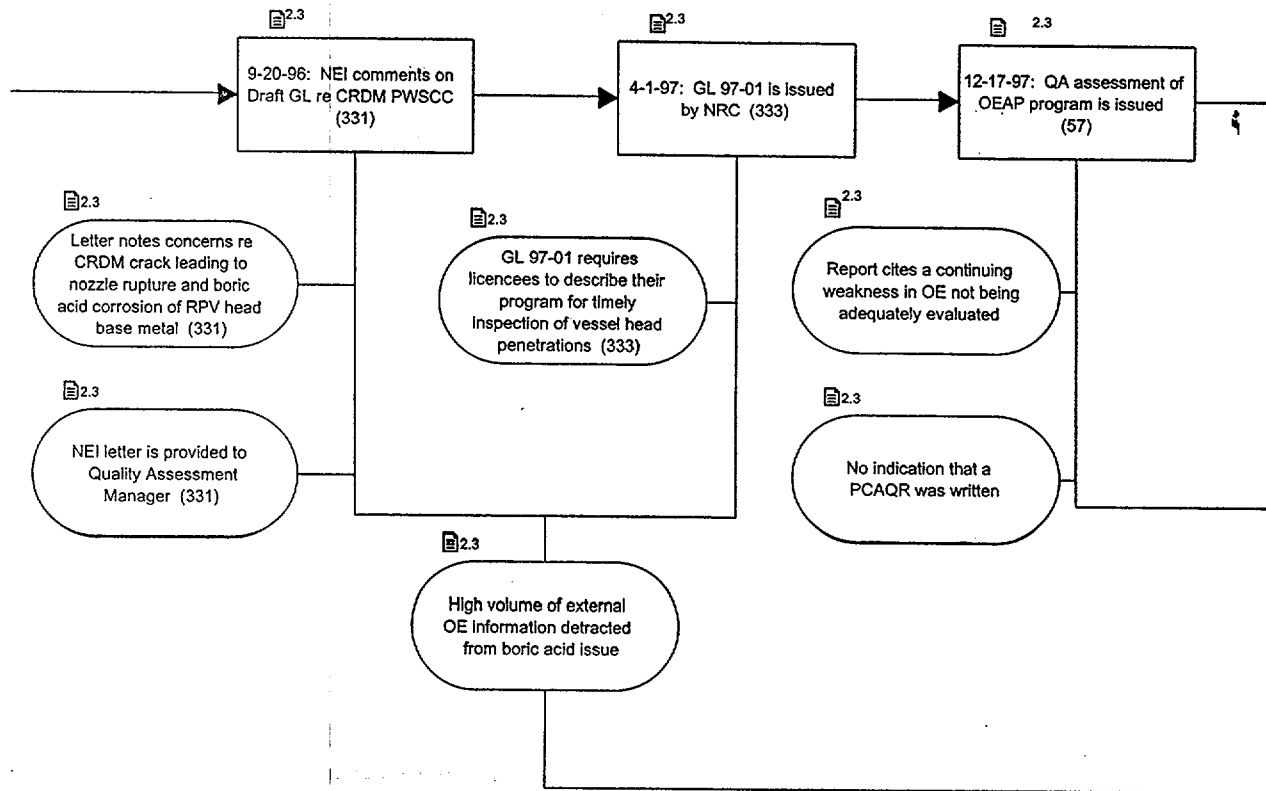 2.3
9-20-96: NEI comments on
Draft GL re CRDM PWSCC
(331)
2.3
4-1-97: GL 97-01 is issued
by NRC (333)
2.3
12-17-97: QA assessment of
OEAP program is issued
(57)
2.3
Letter notes concerns re
CRDM crack leading to
nozzle rupture and boric
acid corrosion of RPV head
base metal (331)
2.3
GL 97-01 requires
licencees to describe their
program for timely
inspection of vessel head
penetrations (333)
2.3
Report cites a continuing
weakness in OE not being
adequately evaluated
2.3
NEI letter is provided to
Quality Assessment
Manager (331)
2.3
No indication that a
PCAQR was written
2.3
High volume of external
OE information detracted
from boric acid issue